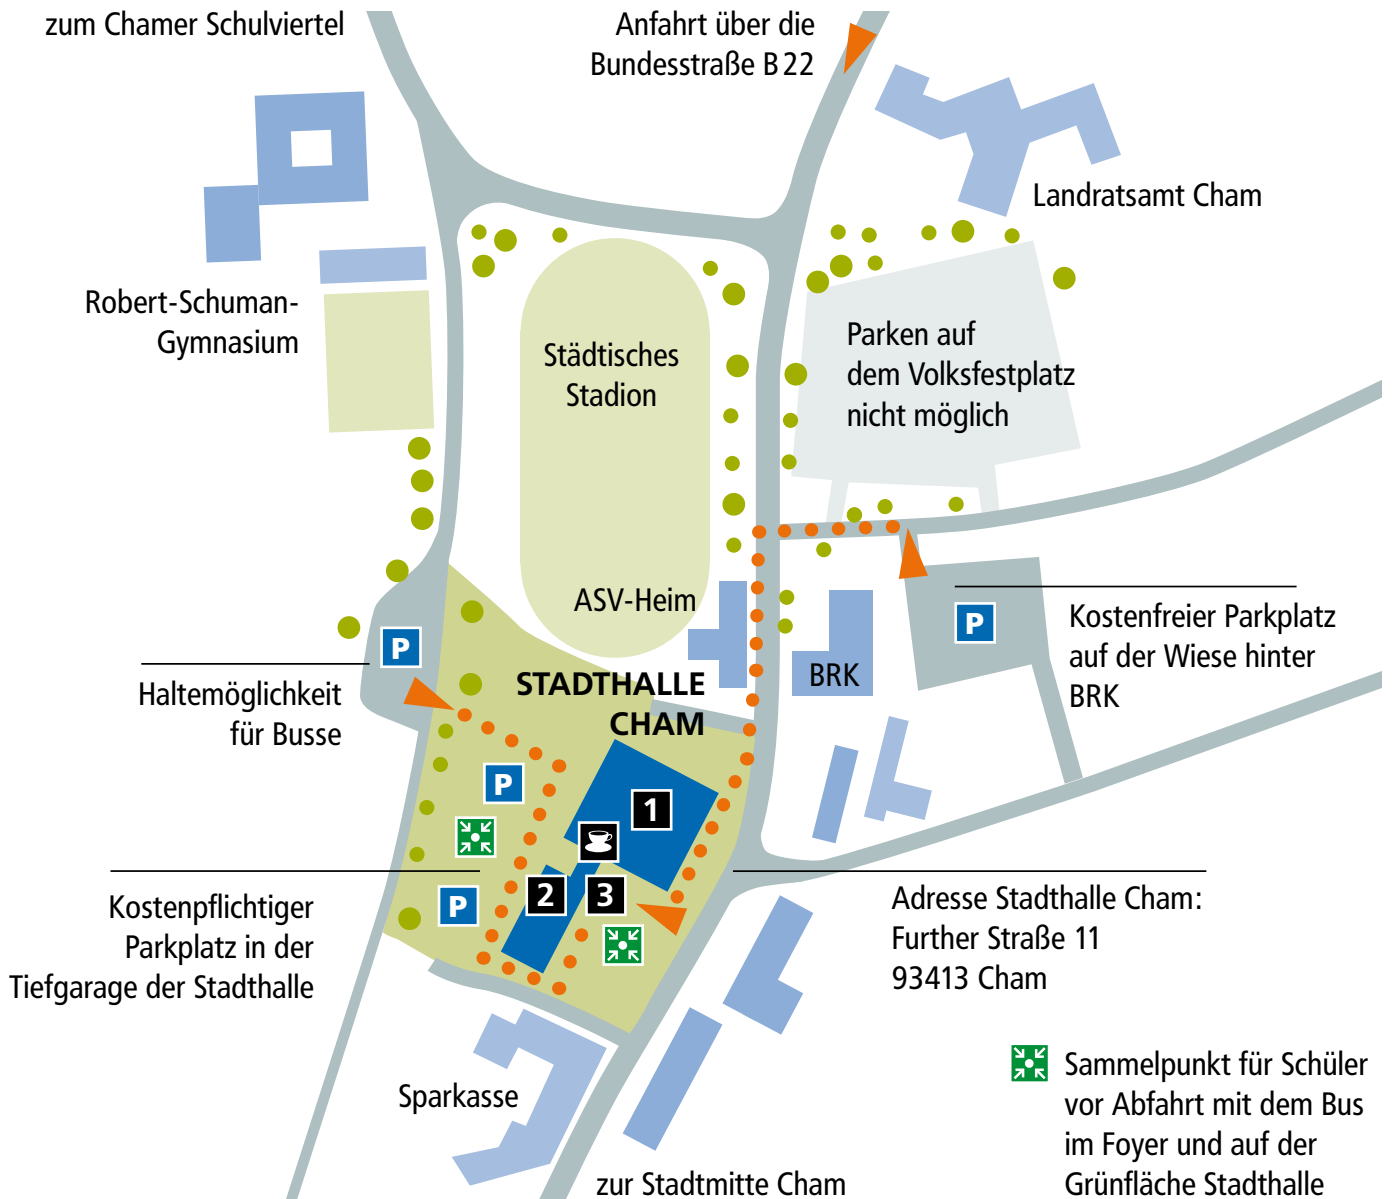 zum Chamer Schulviertel
Anfahrt über die
Bundesstraße B 22
Landratsamt Cham
Robert-Schuman-
Gymnasium
Städtisches
Stadion
Parken auf
dem Volksfestplatz
nicht möglich
ASV-Heim
BRK
P
Kostenfreier Parkplatz
auf der Wiese hinter
BRK
P
Haltemöglichkeit
für Busse
STADTHALLE
CHAM
P
1
2
3
P
Kostenpflichtiger
Parkplatz in der
Tiefgarage der Stadthalle
Adresse Stadthalle Cham:
Further Straße 11
93413 Cham
Sparkasse
zur Stadtmitte Cham
Sammelpunkt für Schüler
vor Abfahrt mit dem Bus
im Foyer und auf der
Grünfläche Stadthalle